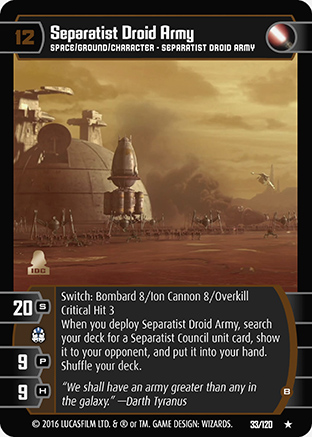 12
Separatist Droid Army
SPACE/GROUND/CHARACTER - SEPARATIST DROID ARMY
IDC
20 S
9 P
9 H
Switch: Bombard 8/Ion Cannon 8/Overkill
Critical Hit 3
When you deploy Separatist Droid Army, search
your deck for a Separatist Council unit card, show
it to your opponent, and put it into your hand.
Shuffle your deck.
“We shall have an army greater than any in
the galaxy.” —Darth Tyranus
B
© 2016 LUCASFILM LTD. & ® or TM. GAME DESIGN: WIZARDS. 33/120 ★